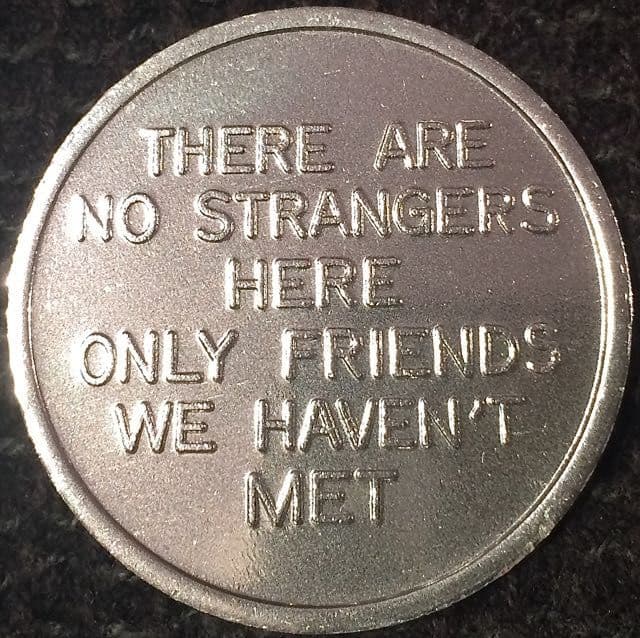 THERE ARE
NO STRANGERS
HERE
ONLY FRIENDS
WE HAVEN'T
MET